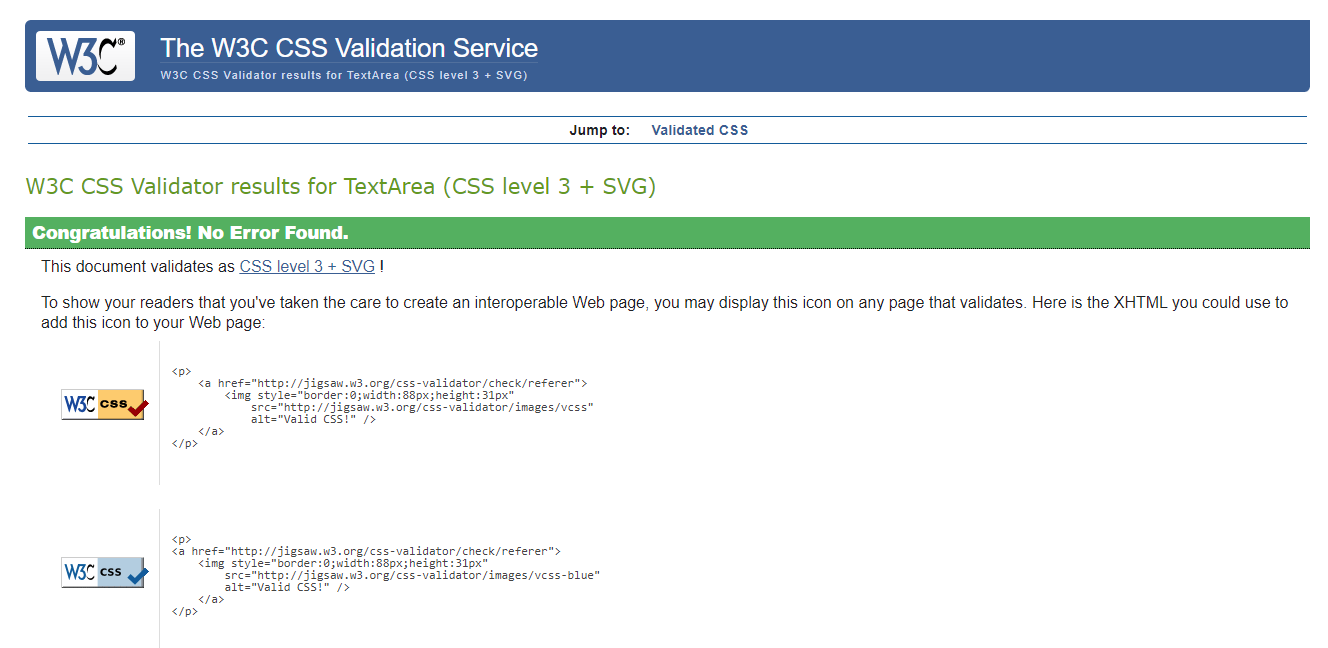 W3C®
The W3C CSS Validation Service
W3C CSS Validator results for TextArea (CSS level 3 + SVG)
Jump to: Validated CSS
W3C CSS Validator results for TextArea (CSS level 3 + SVG)
Congratulations! No Error Found.
This document validates as CSS level 3 + SVG !
To show your readers that you've taken the care to create an interoperable Web page, you may display this icon on any page that validates. Here is the XHTML you could use to
add this icon to your Web page:
W3C css
<p>
<a href="http://jigsaw.w3.org/css-validator/check/referer">
<img style="border:0;width:88px;height:31px"
src="http://jigsaw.w3.org/css-validator/images/vcss"
alt="Valid CSS!" />
</a>
</p>
W3C css
<p>
<a href="http://jigsaw.w3.org/css-validator/check/referer">
<img style="border:0;width:88px;height:31px"
src="http://jigsaw.w3.org/css-validator/images/vcss-blue"
alt="Valid CSS!" />
</a>
</p>